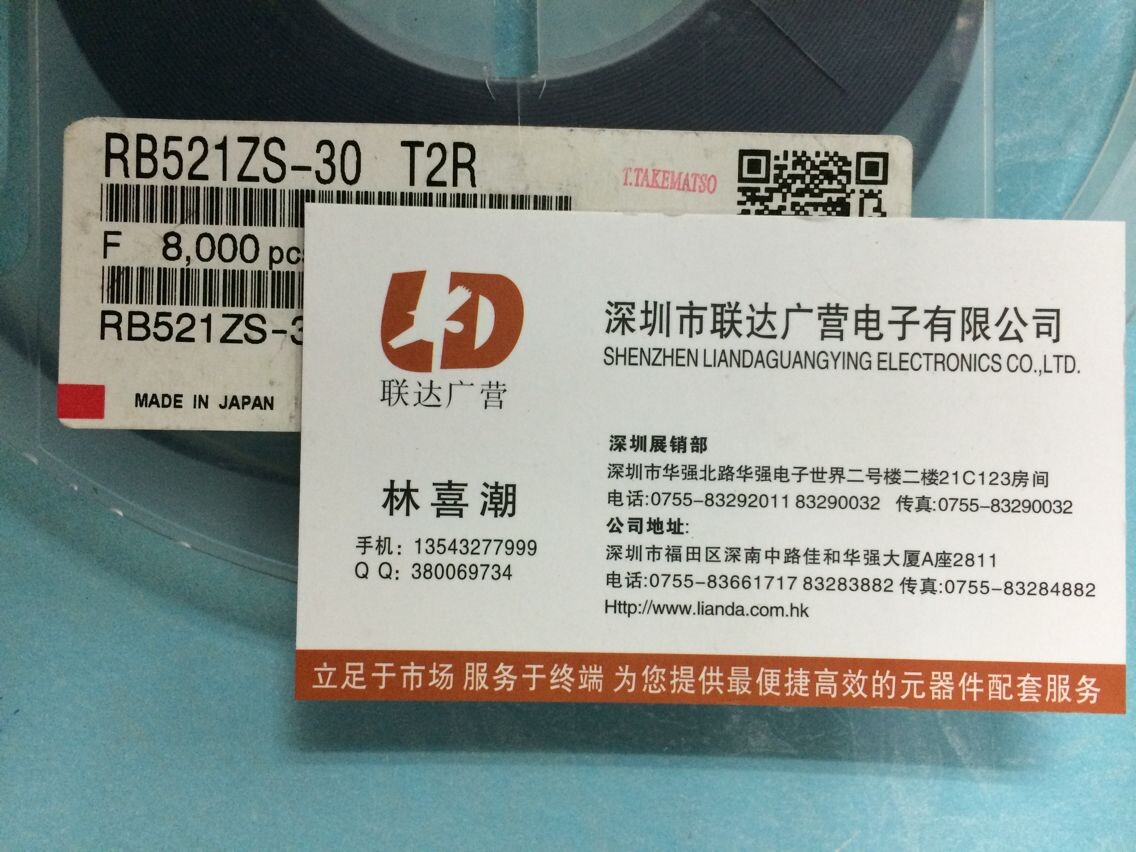 RB521ZS-30 T2R
T.TAKEMATSO
F 8,000
RB521ZS-3
MADE IN JAPAN
LD
联达广营
深圳市联达广营电子有限公司
SHENZHEN LIANDAGUANGYING ELECTRONICS CO.,LTD.
林喜潮
手机：13543277999
Q Q：380069734
深圳展销部
深圳市华强北路华强电子世界二号楼二楼21C123房间
电话:0755-83292011 83290032 传真:0755-83290032
公司地址:
深圳市福田区深南中路佳和华强大厦A座2811
电话:0755-83661717 83283882 传真:0755-83284882
Http://www.lianda.com.hk
立足于市场 服务于终端 为您提供最便捷高效的元器件配套服务